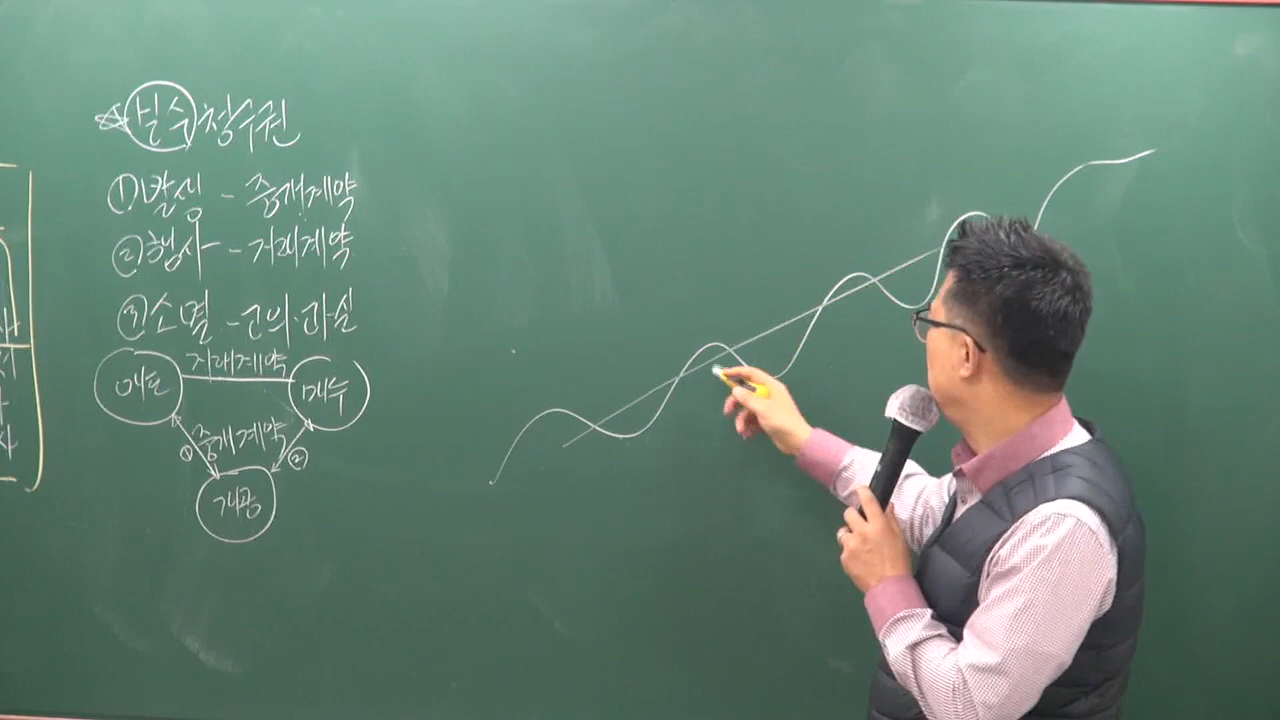 보수청구권
①발생 - 중개계약
②행사 - 거래계약
③소멸 - 고의·과실
거래계약
매도
매수
중개계약
①
②
개공